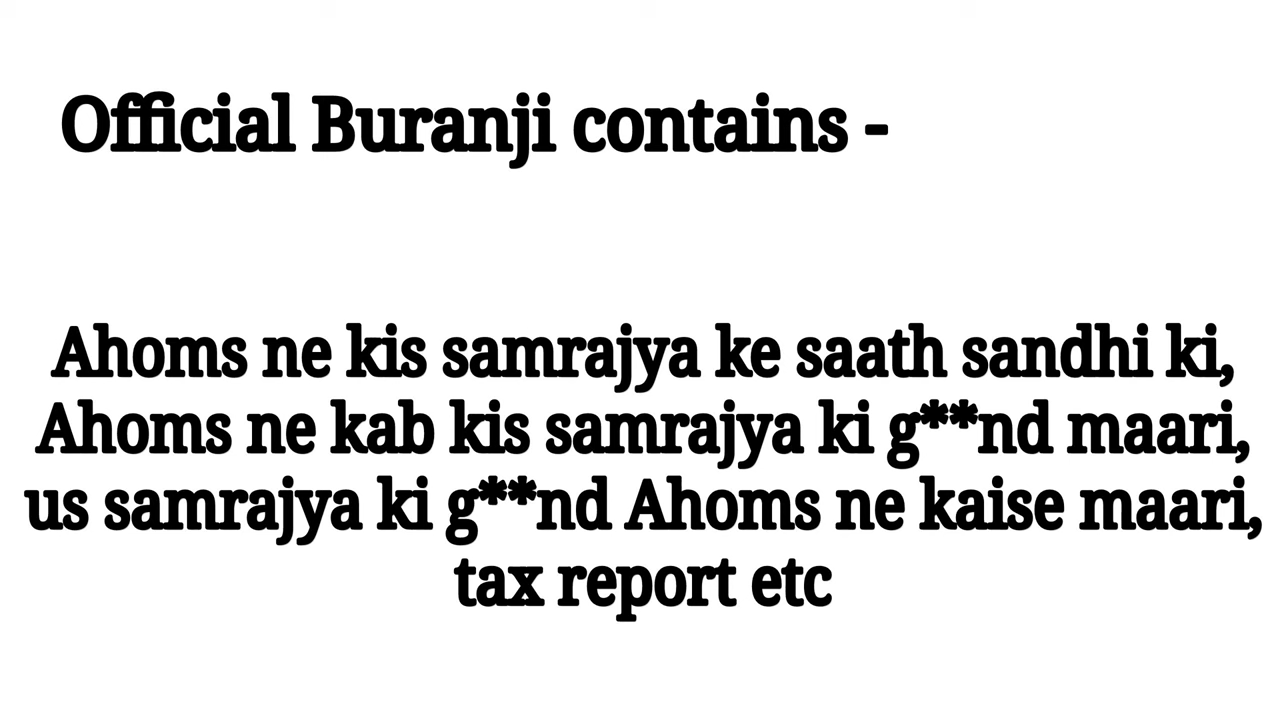 Official Buranji contains -
Ahoms ne kis samrajya ke saath sandhi ki,
Ahoms ne kab kis samrajya ki g**nd maari,
us samrajya ki g**nd Ahoms ne kaise maari,
tax report etc